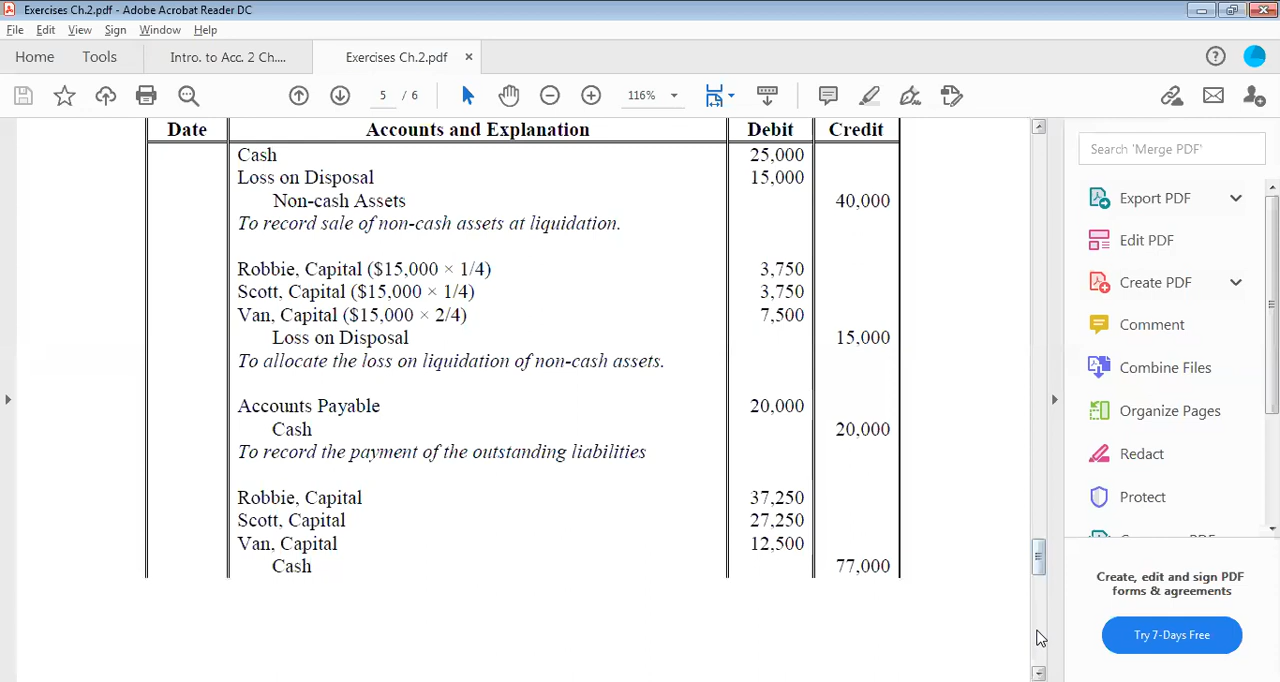 Exercises Ch.2.pdf - Adobe Acrobat Reader DC
File Edit View Sign Window Help
Home Tools Intro. to Acc. 2 Ch.... Exercises Ch.2.pdf ×
5 / 6 116%
Date Accounts and Explanation Debit Credit
Cash 25,000
Loss on Disposal 15,000
Non-cash Assets 40,000
To record sale of non-cash assets at liquidation.
Robbie, Capital ($15,000 × 1/4) 3,750
Scott, Capital ($15,000 × 1/4) 3,750
Van, Capital ($15,000 × 2/4) 7,500
Loss on Disposal 15,000
To allocate the loss on liquidation of non-cash assets.
Accounts Payable 20,000
Cash 20,000
To record the payment of the outstanding liabilities
Robbie, Capital 37,250
Scott, Capital 27,250
Van, Capital 12,500
Cash 77,000
Search 'Merge PDF'
Export PDF
Edit PDF
Create PDF
Comment
Combine Files
Organize Pages
Redact
Protect
Create, edit and sign PDF
forms & agreements
Try 7-Days Free